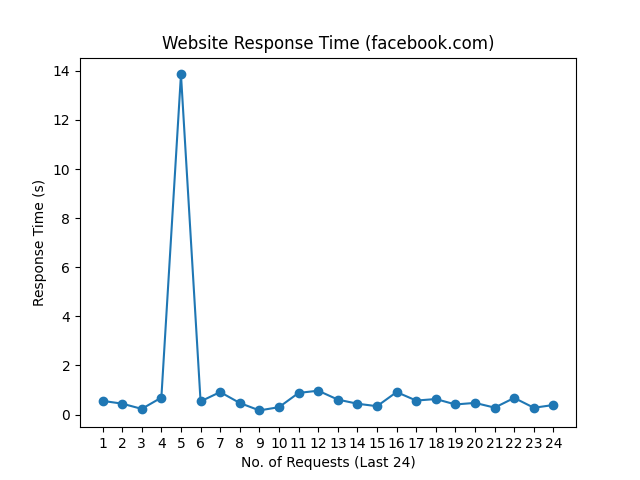 Website Response Time (facebook.com)
14
12
10
8
6
4
2
0
Response Time (s)
1 2 3 4 5 6 7 8 9 10 11 12 13 14 15 16 17 18 19 20 21 22 23 24
No. of Requests (Last 24)